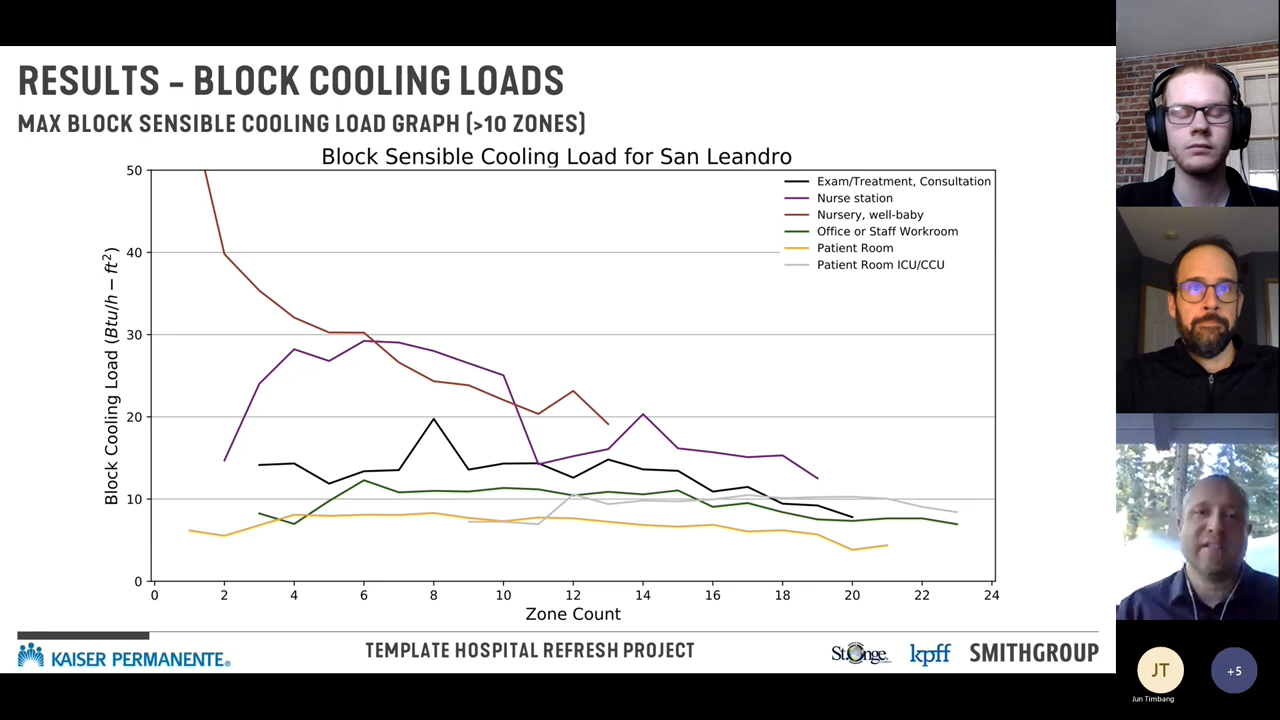 RESULTS - BLOCK COOLING LOADS
MAX BLOCK SENSIBLE COOLING LOAD GRAPH (>10 ZONES)
Block Sensible Cooling Load for San Leandro
Block Cooling Load (Btu/h − ft²)
50
40
30
20
10
0
Exam/Treatment, Consultation
Nurse station
Nursery, well-baby
Office or Staff Workroom
Patient Room
Patient Room ICU/CCU
0 2 4 6 8 10 12 14 16 18 20 22 24
Zone Count
KAISER PERMANENTE®
TEMPLATE HOSPITAL REFRESH PROJECT
St. Onge
kpff
SMITHGROUP
JT
Jun Timbang
+5